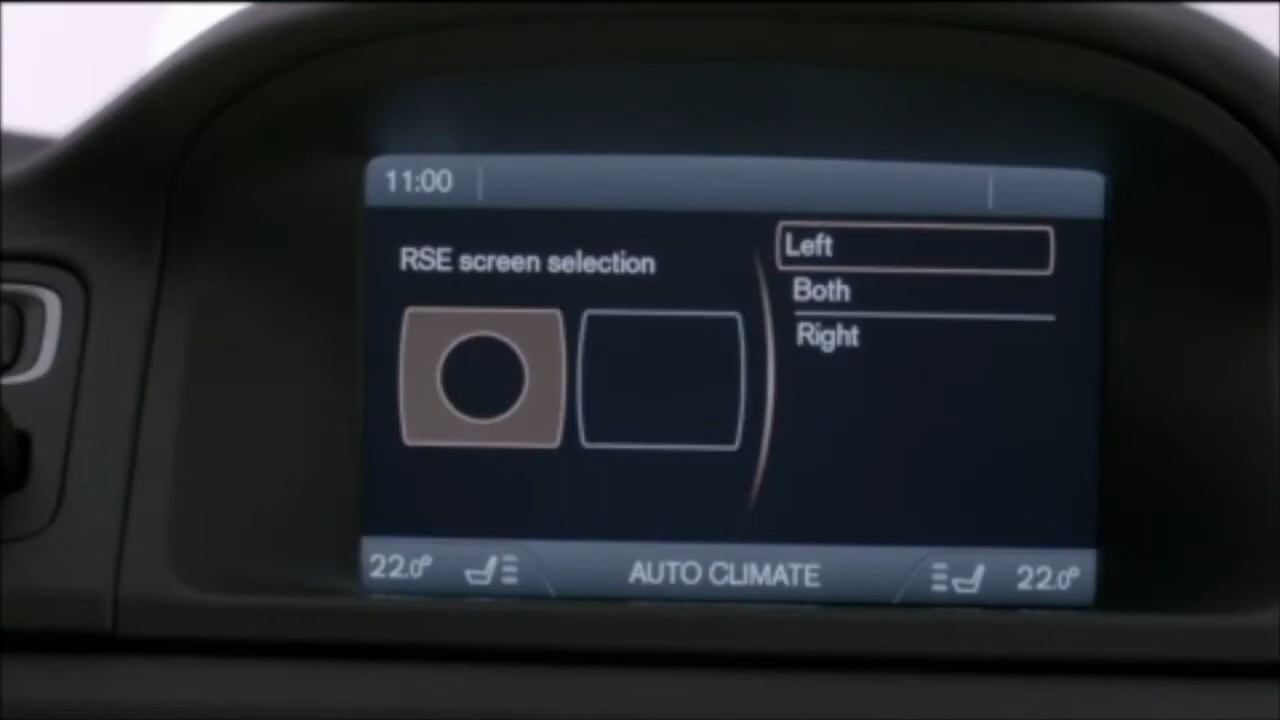 11:00
RSE screen selection
Left
Both
Right
22.0°
AUTO CLIMATE
22.0°